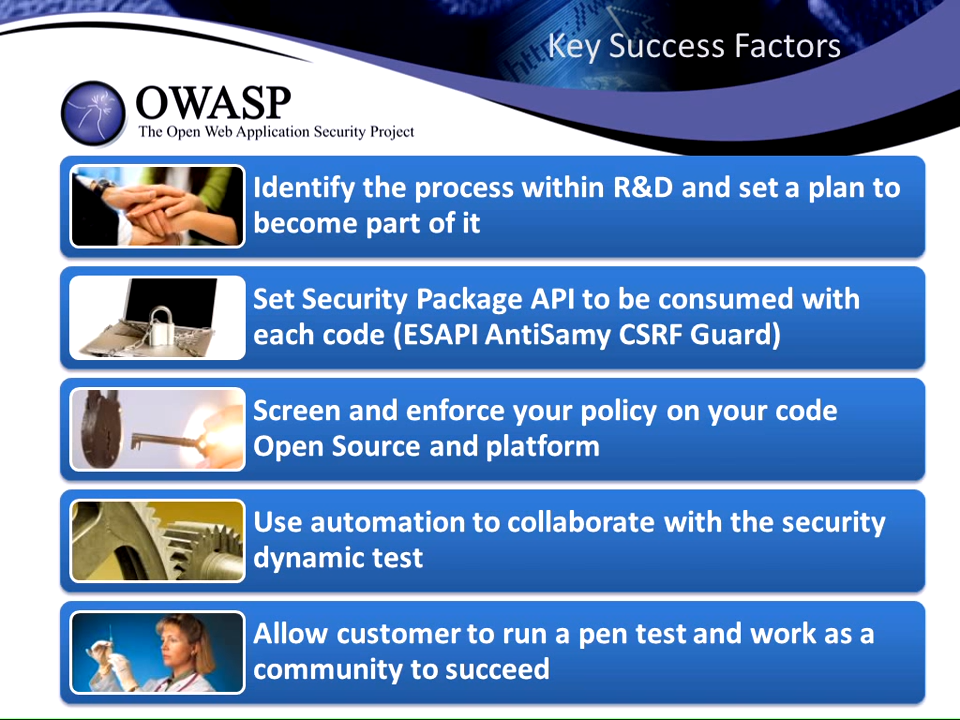 http:
Key Success Factors
OWASP
The Open Web Application Security Project
Identify the process within R&D and set a plan to
become part of it
Set Security Package API to be consumed with
each code (ESAPI AntiSamy CSRF Guard)
Screen and enforce your policy on your code
Open Source and platform
Use automation to collaborate with the security
dynamic test
Allow customer to run a pen test and work as a
community to succeed